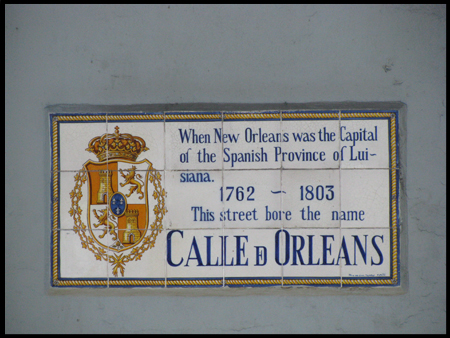 When New Orleans was the Capital
of the Spanish Province of Lui-
siana.
1762 ~ 1803
This street bore the name
CALLE D ORLEANS